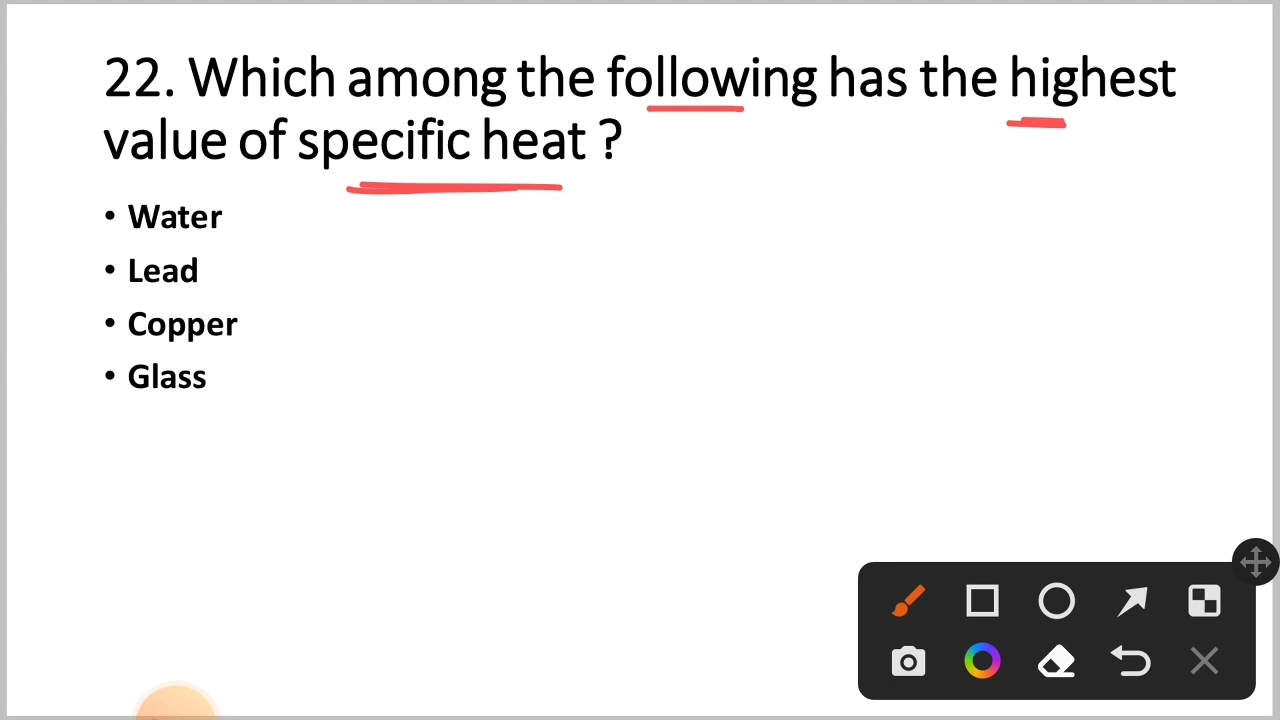 22. Which among the following has the highest
value of specific heat ?
• Water
• Lead
• Copper
• Glass